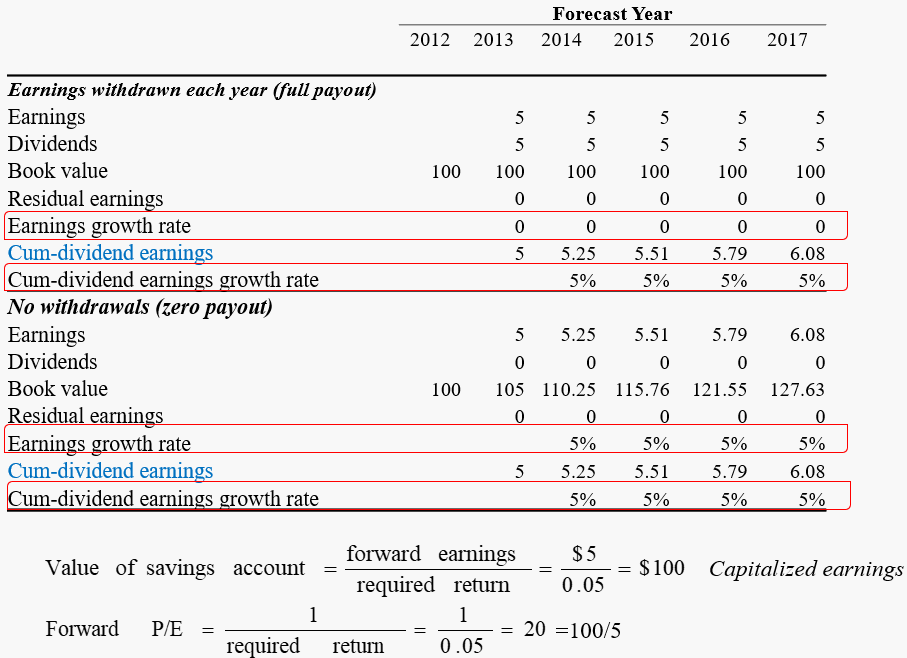 Forecast Year
2012 2013 2014 2015 2016 2017
Earnings withdrawn each year (full payout)
Earnings 5 5 5 5 5
Dividends 5 5 5 5 5
Book value 100 100 100 100 100 100
Residual earnings 0 0 0 0 0
Earnings growth rate 0 0 0 0 0
Cum-dividend earnings 5 5.25 5.51 5.79 6.08
Cum-dividend earnings growth rate 5% 5% 5% 5%
No withdrawals (zero payout)
Earnings 5 5.25 5.51 5.79 6.08
Dividends 0 0 0 0 0
Book value 100 105 110.25 115.76 121.55 127.63
Residual earnings 0 0 0 0 0
Earnings growth rate 5% 5% 5% 5%
Cum-dividend earnings 5 5.25 5.51 5.79 6.08
Cum-dividend earnings growth rate 5% 5% 5% 5%
Value of savings account = forward earnings / required return = $5 / 0.05 = $100 Capitalized earnings
Forward P/E = 1 / required return = 1 / 0.05 = 20 =100/5